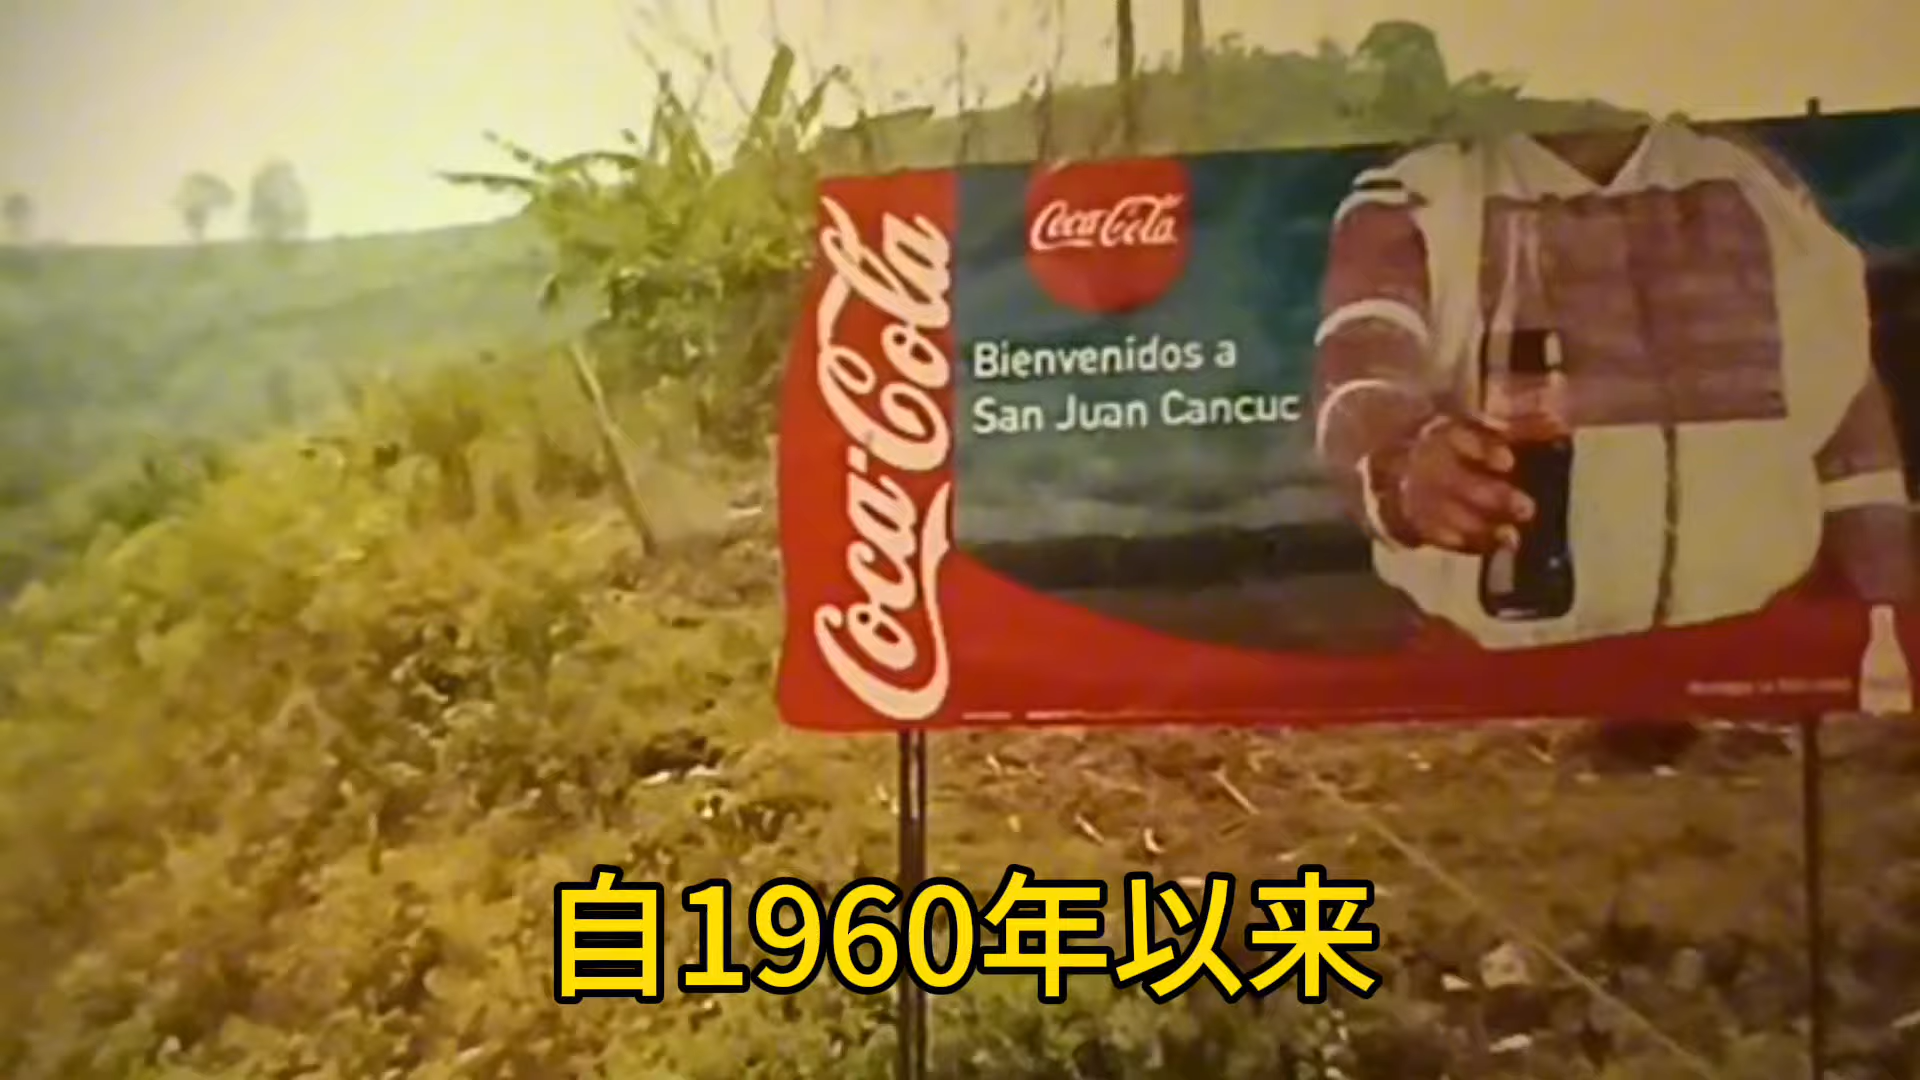 Coca-Cola
Coca-Cola
Bienvenidos a
San Juan Cancuc
自1960年以来